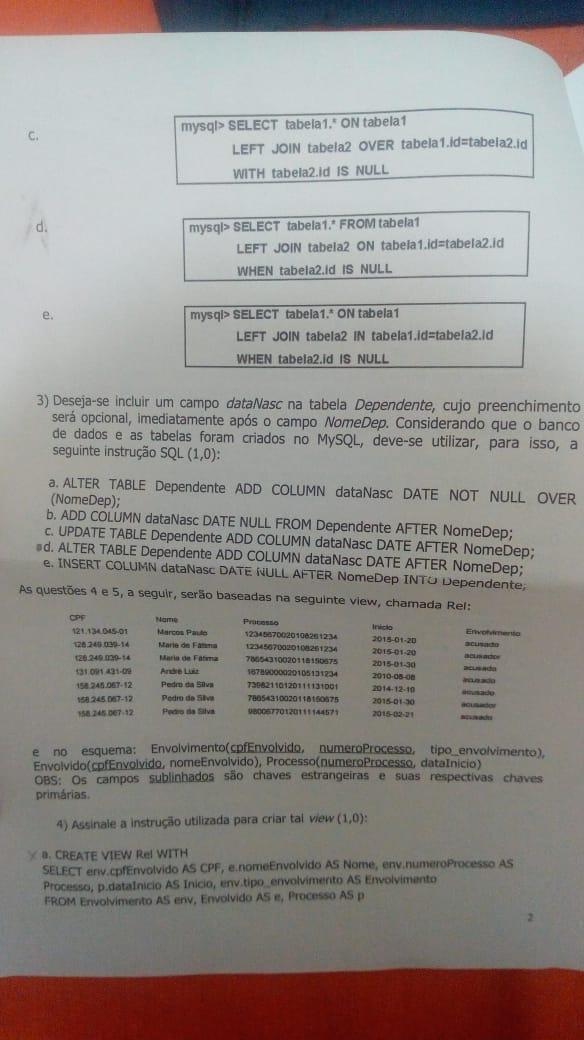 c.
mysql> SELECT tabela1.* ON tabela1
LEFT JOIN tabela2 OVER tabela1.id=tabela2.id
WITH tabela2.id IS NULL
d.
mysql> SELECT tabela1.* FROM tabela1
LEFT JOIN tabela2 ON tabela1.id=tabela2.id
WHEN tabela2.id IS NULL
e.
mysql> SELECT tabela1.* ON tabela1
LEFT JOIN tabela2 IN tabela1.id=tabela2.id
WHEN tabela2.id IS NULL
3) Deseja-se incluir um campo dataNasc na tabela Dependente, cujo preenchimento
será opcional, imediatamente após o campo NomeDep. Considerando que o banco
de dados e as tabelas foram criados no MySQL, deve-se utilizar, para isso, a
seguinte instrução SQL (1,0):
a. ALTER TABLE Dependente ADD COLUMN dataNasc DATE NOT NULL OVER
(NomeDep);
b. ADD COLUMN dataNasc DATE NULL FROM Dependente AFTER NomeDep;
c. UPDATE TABLE Dependente ADD COLUMN dataNasc DATE AFTER NomeDep;
d. ALTER TABLE Dependente ADD COLUMN dataNasc DATE AFTER NomeDep;
e. INSERT COLUMN dataNasc DATE NULL AFTER NomeDep INTO Dependente;
As questões 4 e 5, a seguir, serão baseadas na seguinte view, chamada Rel:
CPF Nome Processo Inicio Envolvimento
121.134.045-01 Marcos Paulo 12345670020108261234 2015-01-20 acusado
126.249.039-14 Maria de Fátima 12345670020108261234 2015-01-20 acusador
126.249.039-14 Maria de Fátima 78654310020118150675 2015-01-30 acusado
131.091.431-09 André Luiz 16789000020105131234 2010-08-08 acusado
158.245.067-12 Pedro da Silva 73982110120111131001 2014-12-10 acusado
158.245.067-12 Pedro da Silva 78654310020118150675 2015-01-30 acusador
158.245.067-12 Pedro da Silva 98006770120111144571 2015-02-21 acusado
e no esquema: Envolvimento(cpfEnvolvido, numeroProcesso, tipo_envolvimento),
Envolvido(cpfEnvolvido, nomeEnvolvido), Processo(numeroProcesso, dataInicio)
OBS: Os campos sublinhados são chaves estrangeiras e suas respectivas chaves
primárias.
4) Assinale a instrução utilizada para criar tal view (1,0):
a. CREATE VIEW Rel WITH
SELECT env.cpfEnvolvido AS CPF, e.nomeEnvolvido AS Nome, env.numeroProcesso AS
Processo, p.dataInicio AS Inicio, env.tipo_envolvimento AS Envolvimento
FROM Envolvimento AS env, Envolvido AS e, Processo AS p
2